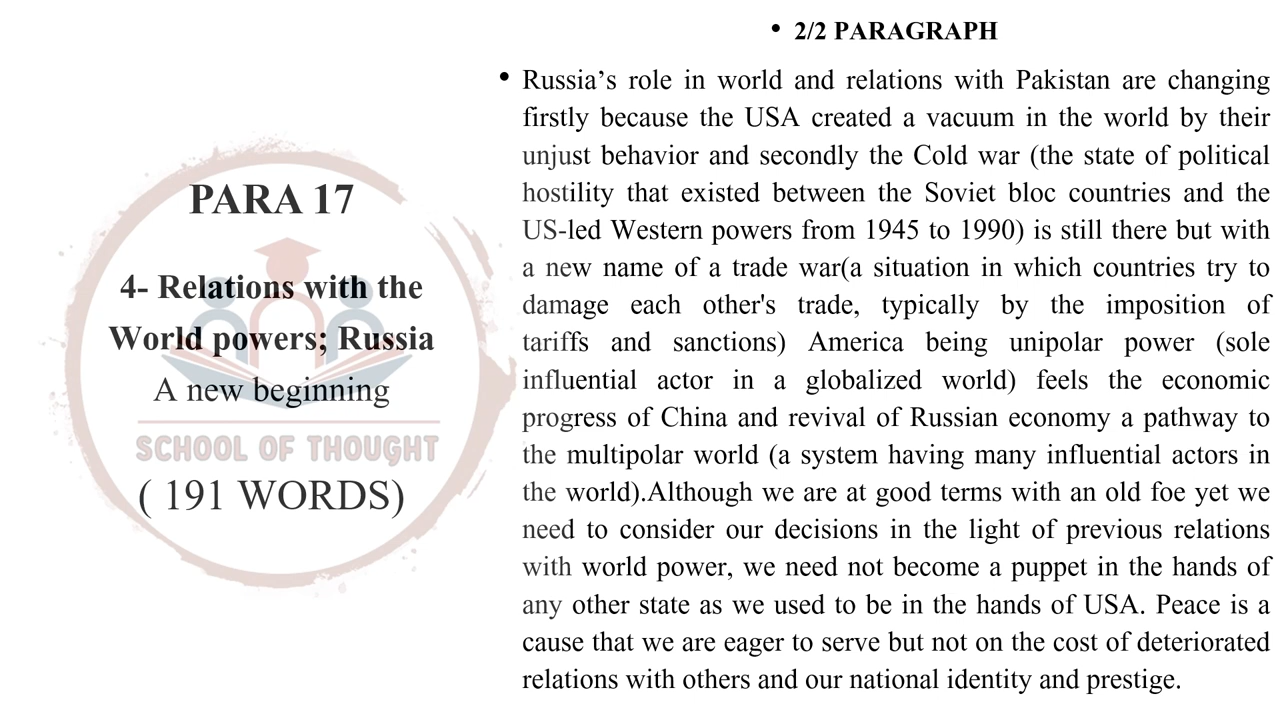 PARA 17
4- Relations with the
World powers; Russia
A new beginning
SCHOOL OF THOUGHT
( 191 WORDS)
• 2/2 PARAGRAPH
• Russia’s role in world and relations with Pakistan are changing
firstly because the USA created a vacuum in the world by their
unjust behavior and secondly the Cold war (the state of political
hostility that existed between the Soviet bloc countries and the
US-led Western powers from 1945 to 1990) is still there but with
a new name of a trade war(a situation in which countries try to
damage each other's trade, typically by the imposition of
tariffs and sanctions) America being unipolar power (sole
influential actor in a globalized world) feels the economic
progress of China and revival of Russian economy a pathway to
the multipolar world (a system having many influential actors in
the world).Although we are at good terms with an old foe yet we
need to consider our decisions in the light of previous relations
with world power, we need not become a puppet in the hands of
any other state as we used to be in the hands of USA. Peace is a
cause that we are eager to serve but not on the cost of deteriorated
relations with others and our national identity and prestige.